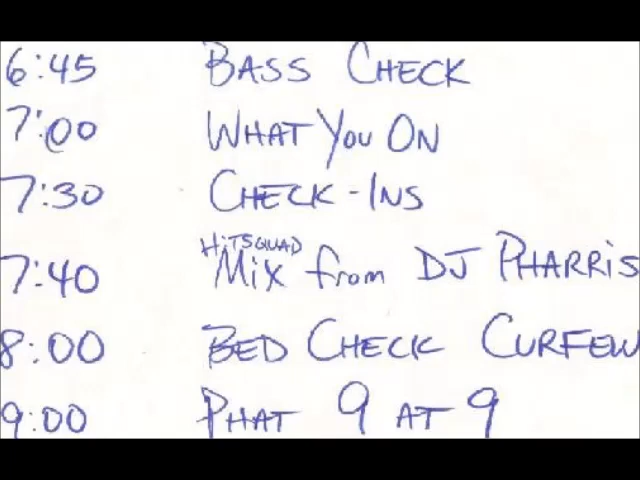 6:45 BASS CHECK
7:00 WHAT YOU ON
7:30 CHECK-INS
7:40 HITSQUAD MIX from DJ PHARRIS
8:00 BED CHECK CURFEW
9:00 PHAT 9 AT 9